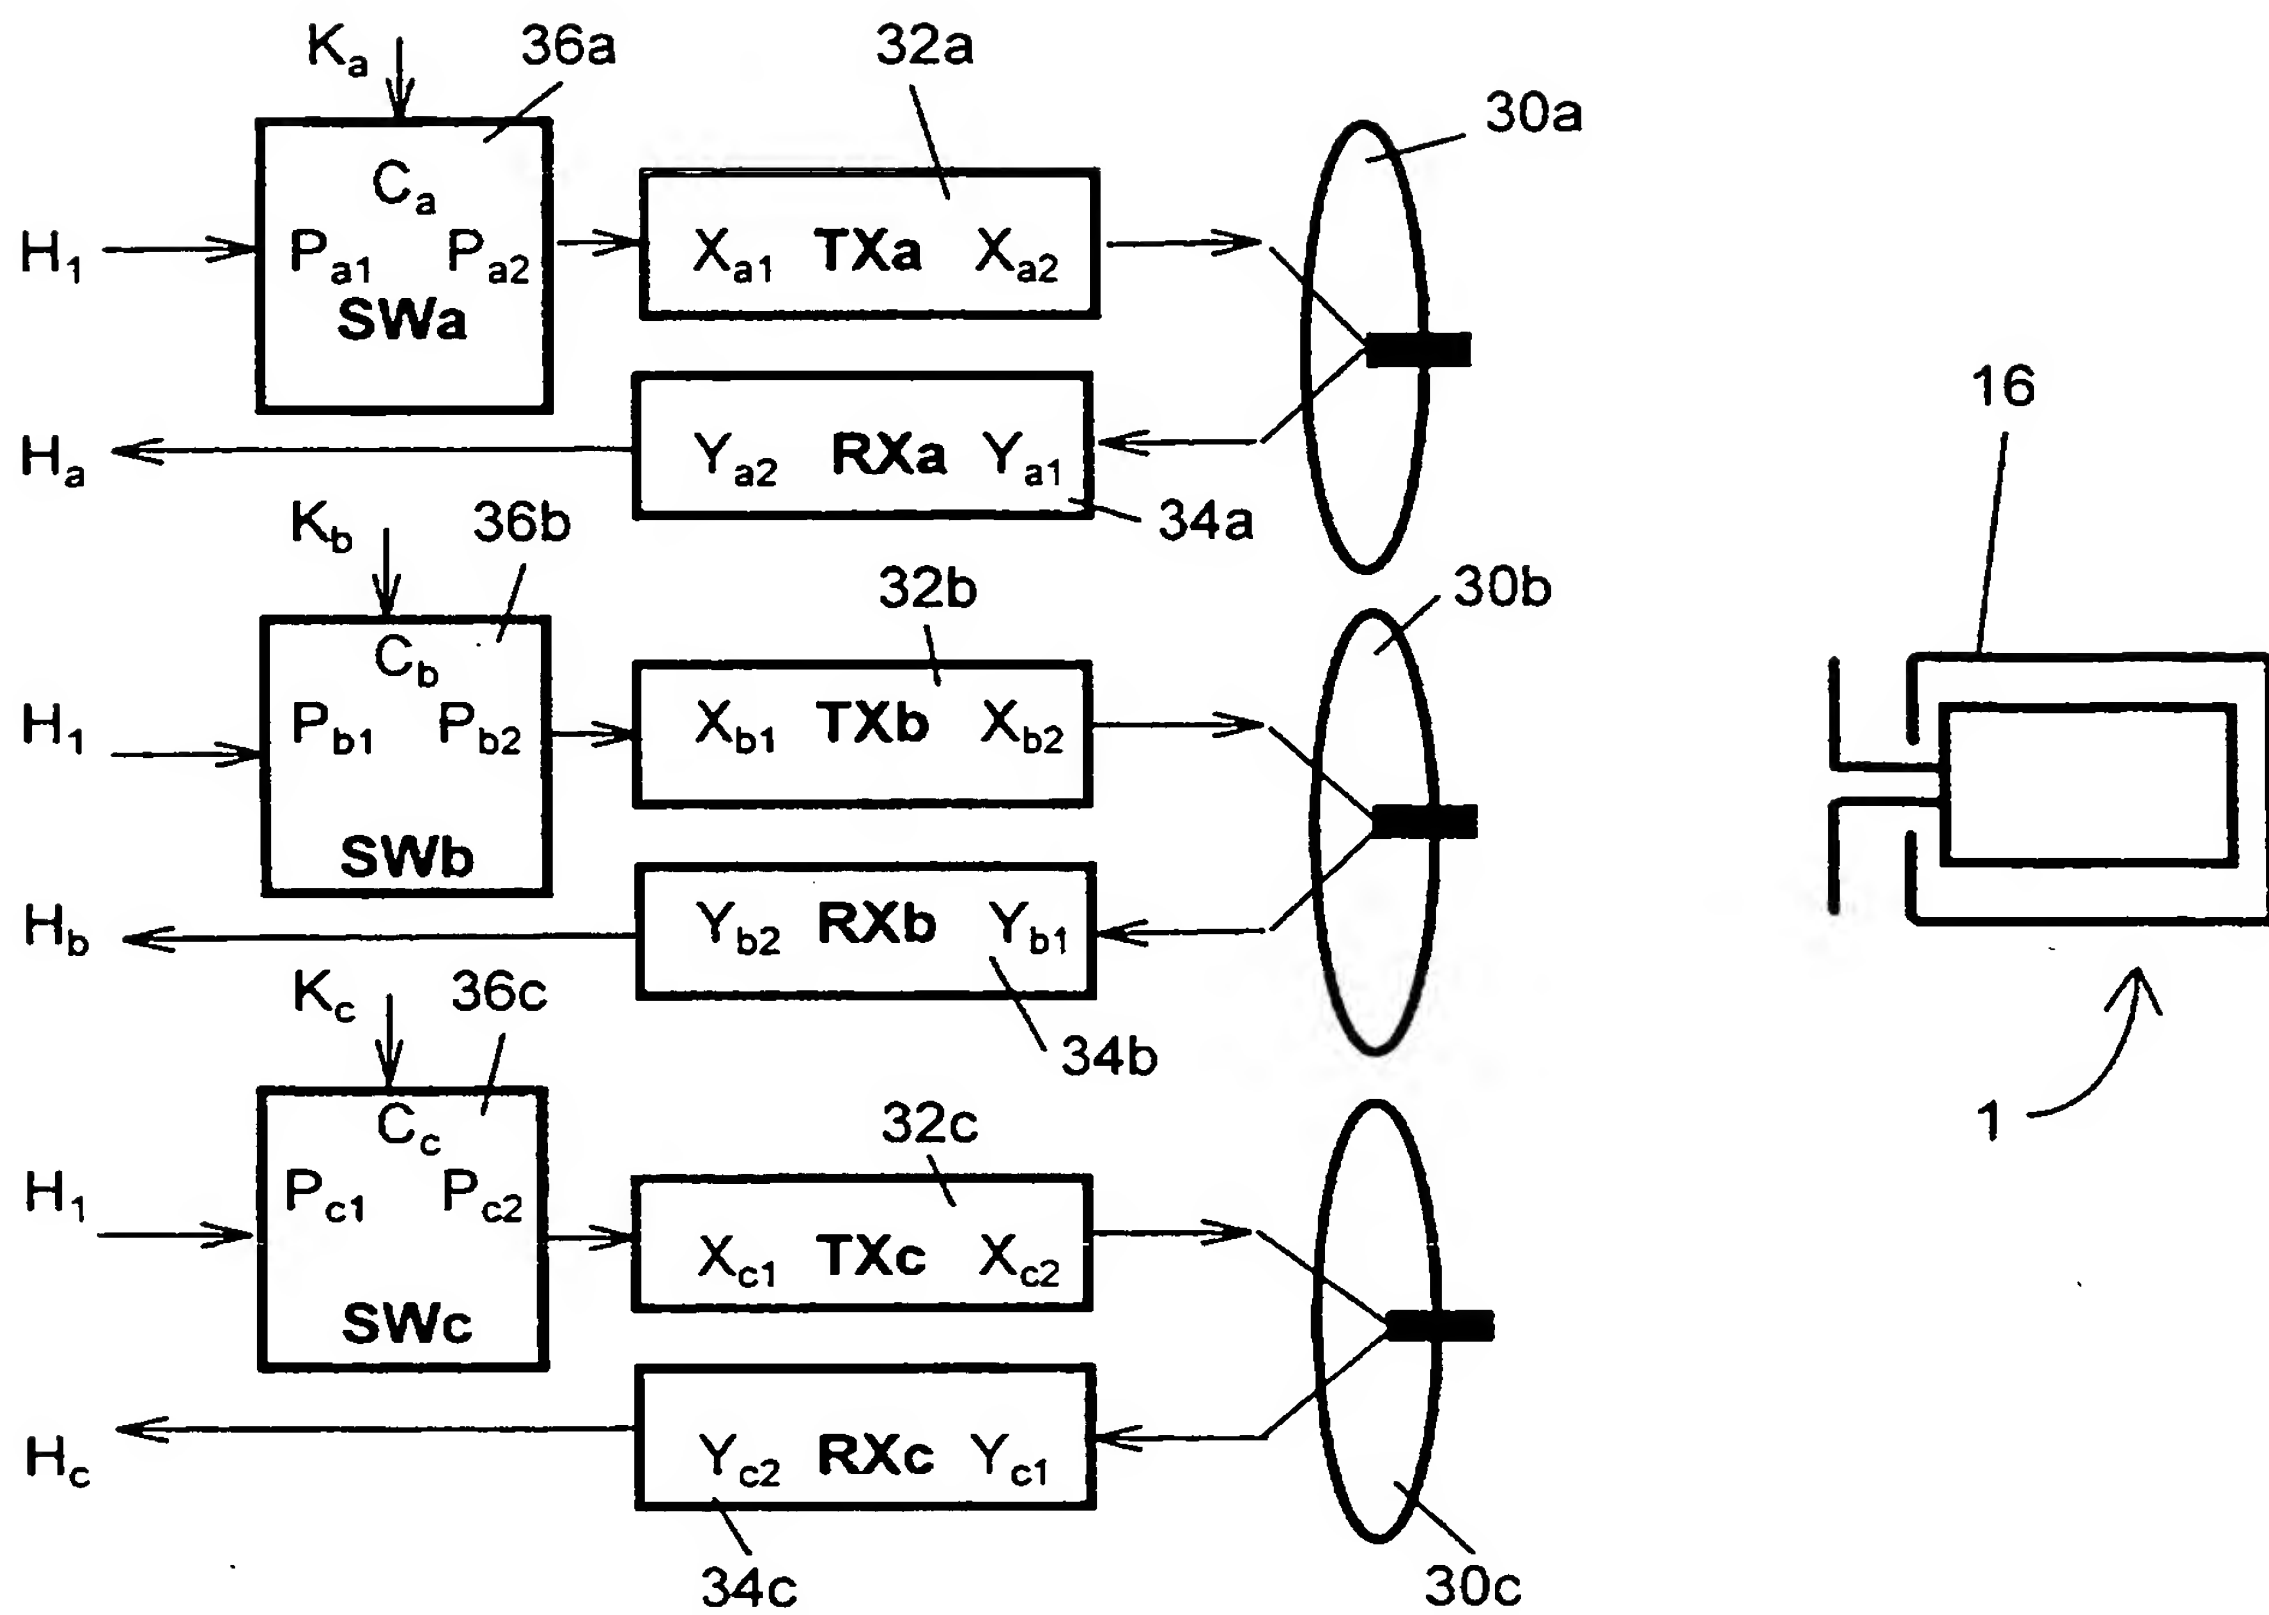 Ka 36a 32a
30a
Ca
H1 Pa1 Pa2 Xa1 TXa Xa2
SWa
16
Ha Ya2 RXa Ya1
Kb 36b 34a
32b 30b
Cb
H1 Pb1 Pb2 Xb1 TXb Xb2
SWb
Hb Yb2 RXb Yb1
Kc 36c
34b
1
Cc 32c
H1 Pc1 Pc2
Xc1 TXc Xc2
SWc
Hc Yc2 RXc Yc1
34c 30c